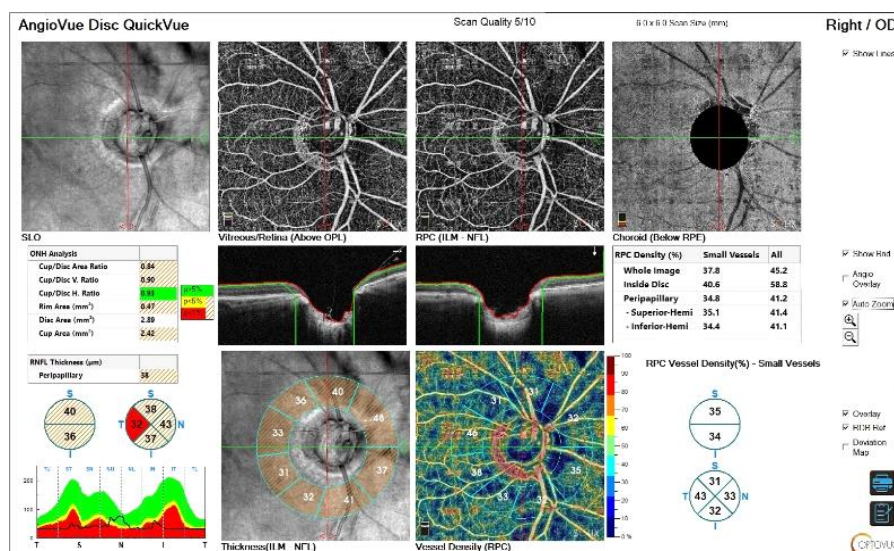 AngioVue Disc QuickVue
Scan Quality 5/10
6.0 x 6.0 Scan Size (mm)
Right / OD
Show Lines
SLO
Vitreous/Retina (Above OPL)
RPC (ILM - NFL)
Choroid (Below RPE)
ONH Analysis
Cup/Disc Area Ratio 0.84
Cup/Disc V. Ratio 0.90
Cup/Disc H. Ratio 0.93
Rim Area (mm²) 0.47
Disc Area (mm²) 2.89
Cup Area (mm²) 2.42
p>5%
p<5%
p<1%
RPC Density (%) Small Vessels All
Whole Image 37.8 45.2
Inside Disc 40.6 58.8
Peripapillary 34.8 41.2
- Superior-Hemi 35.1 41.4
- Inferior-Hemi 34.4 41.1
Show Bnd
Angio Overlay
Auto Zoom
RNFL Thickness (µm)
Peripapillary 38
S
40
36
I
S
38
T 32 43 N
37
I
200
100
0
TU ST SN NU NL IN IT TL
T S N I T
36 40
33 46
31 37
32 41
Thickness(ILM - NFL)
31 31
46 32
38 35
33 32
Vessel Density (RPC)
100
90
80
70
60
50
40
30
20
10
0 %
RPC Vessel Density(%) - Small Vessels
S
35
34
I
S
31
T 43 33 N
32
I
Overlay
Deviation Map
OPTOVUE